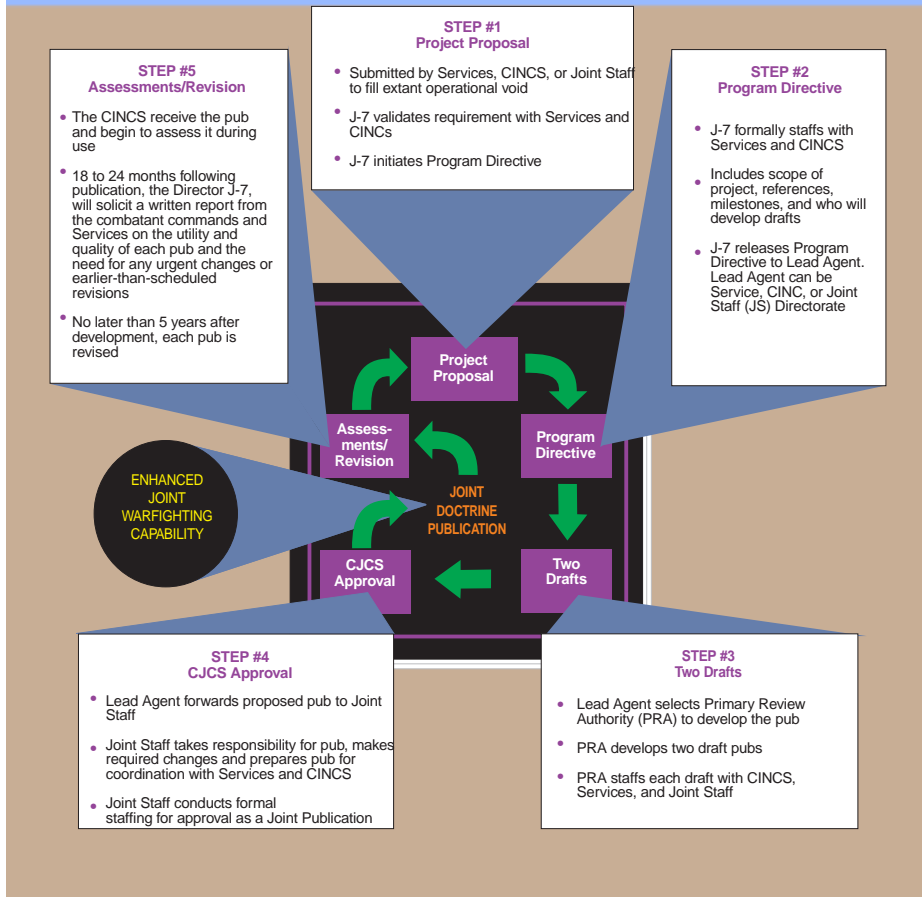 STEP #1
Project Proposal
• Submitted by Services, CINCS, or Joint Staff
to fill extant operational void
• J-7 validates requirement with Services and
CINCs
• J-7 initiates Program Directive
STEP #5
Assessments/Revision
• The CINCS receive the pub
and begin to assess it during
use
• 18 to 24 months following
publication, the Director J-7,
will solicit a written report from
the combatant commands and
Services on the utility and
quality of each pub and the
need for any urgent changes or
earlier-than-scheduled
revisions
• No later than 5 years after
development, each pub is
revised
STEP #2
Program Directive
• J-7 formally staffs with
Services and CINCS
• Includes scope of
project, references,
milestones, and who will
develop drafts
• J-7 releases Program
Directive to Lead Agent.
Lead Agent can be
Service, CINC, or Joint
Staff (JS) Directorate
Project
Proposal
Assess-
ments/
Revision
Program
Directive
ENHANCED
JOINT
WARFIGHTING
CAPABILITY
JOINT
DOCTRINE
PUBLICATION
CJCS
Approval
Two
Drafts
STEP #4
CJCS Approval
• Lead Agent forwards proposed pub to Joint
Staff
• Joint Staff takes responsibility for pub, makes
required changes and prepares pub for
coordination with Services and CINCS
• Joint Staff conducts formal
staffing for approval as a Joint Publication
STEP #3
Two Drafts
• Lead Agent selects Primary Review
Authority (PRA) to develop the pub
• PRA develops two draft pubs
• PRA staffs each draft with CINCS,
Services, and Joint Staff